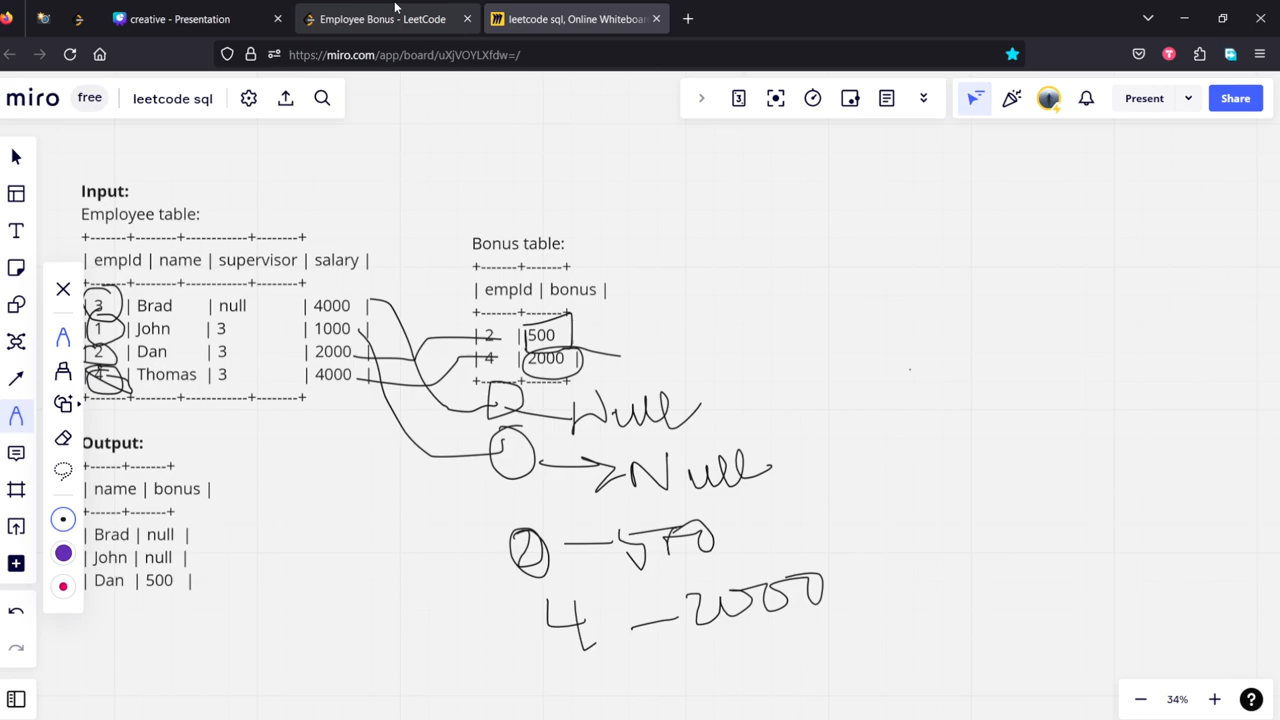 creative - Presentation
Employee Bonus - LeetCode
leetcode sql, Online Whiteboar
https://miro.com/app/board/uXjVOYLXfdw=/
miro free leetcode sql
3
Present
Share
Input:
Employee table:
+-------+--------+-----------+--------+
| empId | name | supervisor | salary |
+-------+--------+-----------+--------+
| 3 | Brad | null | 4000 |
| 1 | John | 3 | 1000 |
| 2 | Dan | 3 | 2000 |
| 4 | Thomas | 3 | 4000 |
+-------+--------+-----------+--------+
Bonus table:
+-------+-------+
| empId | bonus |
+-------+-------+
| 2 | 500 |
| 4 | 2000 |
+-------+-------+
Null
Null
2 — 500
4 — 2000
Output:
+------+-------+
| name | bonus |
+------+-------+
| Brad | null |
| John | null |
| Dan | 500 |
34%